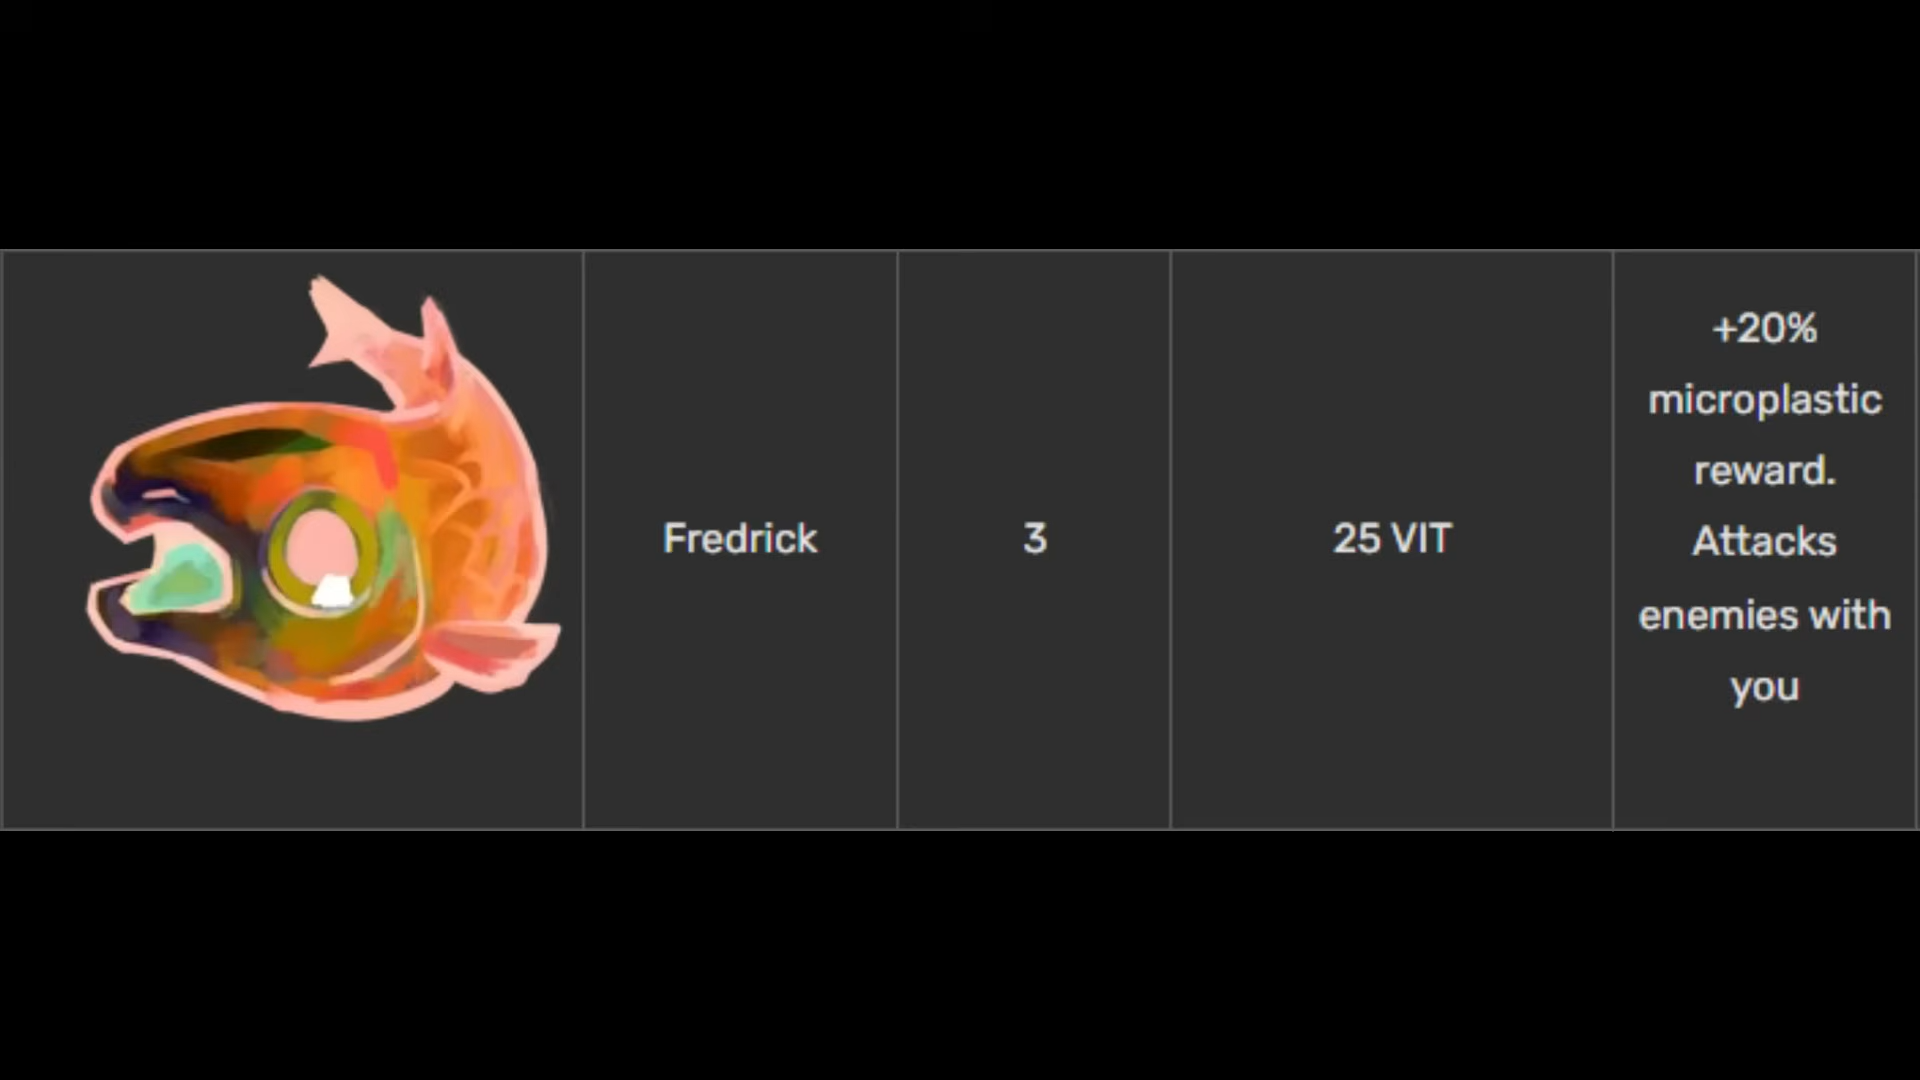 Fredrick
3
25 VIT
+20%
microplastic
reward.
Attacks
enemies with
you